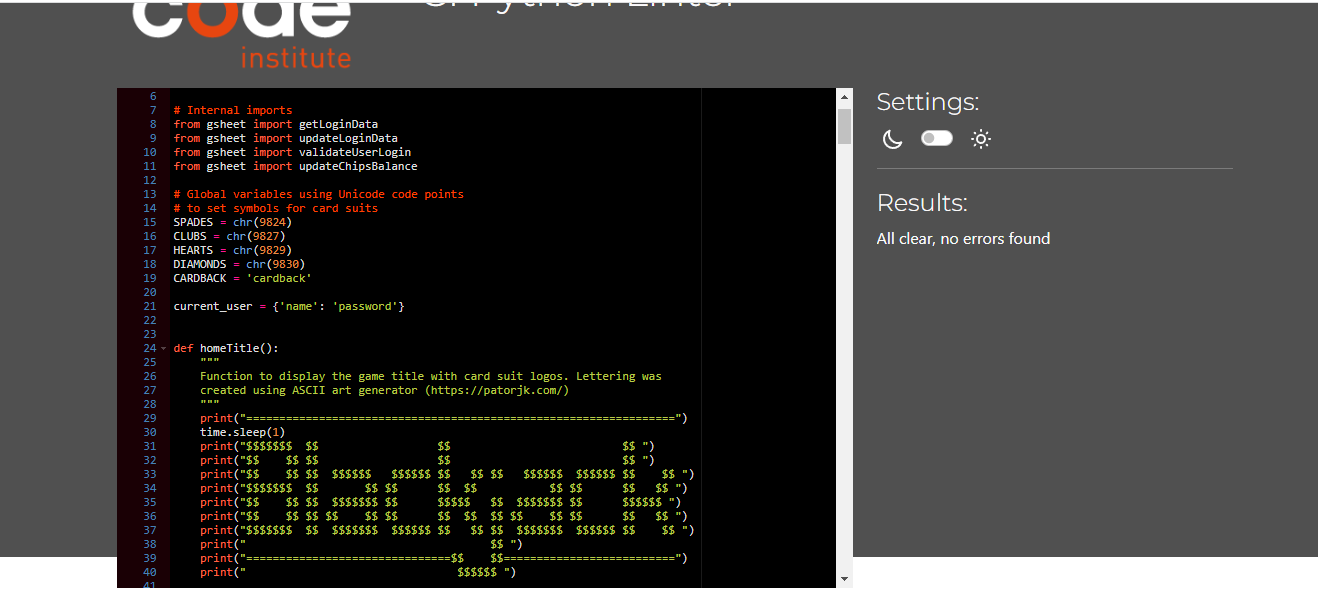 code
institute
CI Python Linter
6
7 # Internal imports
8 from gsheet import getLoginData
9 from gsheet import updateLoginData
10 from gsheet import validateUserLogin
11 from gsheet import updateChipsBalance
12
13 # Global variables using Unicode code points
14 # to set symbols for card suits
15 SPADES = chr(9824)
16 CLUBS = chr(9827)
17 HEARTS = chr(9829)
18 DIAMONDS = chr(9830)
19 CARDBACK = 'cardback'
20
21 current_user = {'name': 'password'}
22
23
24 def homeTitle():
25     """
26     Function to display the game title with card suit logos. Lettering was
27     created using ASCII art generator (https://patorjk.com/)
28     """
29     print("=================================================================")
30     time.sleep(1)
31     print("$$$$$$$  $$                  $$                          $$ ")
32     print("$$    $$ $$                  $$                          $$ ")
33     print("$$    $$ $$  $$$$$$   $$$$$$ $$   $$ $$   $$$$$$  $$$$$$ $$    $$ ")
34     print("$$$$$$$  $$       $$ $$      $$  $$           $$ $$      $$   $$ ")
35     print("$$    $$ $$  $$$$$$$ $$      $$$$$   $$  $$$$$$$ $$      $$$$$$ ")
36     print("$$    $$ $$ $$    $$ $$      $$  $$  $$ $$    $$ $$      $$   $$ ")
37     print("$$$$$$$  $$  $$$$$$$  $$$$$$ $$   $$ $$  $$$$$$$  $$$$$$ $$    $$ ")
38     print("                                     $$ ")
39     print("===============================$$    $$==========================")
40     print("                                $$$$$$ ")
41
Settings:
Results:
All clear, no errors found